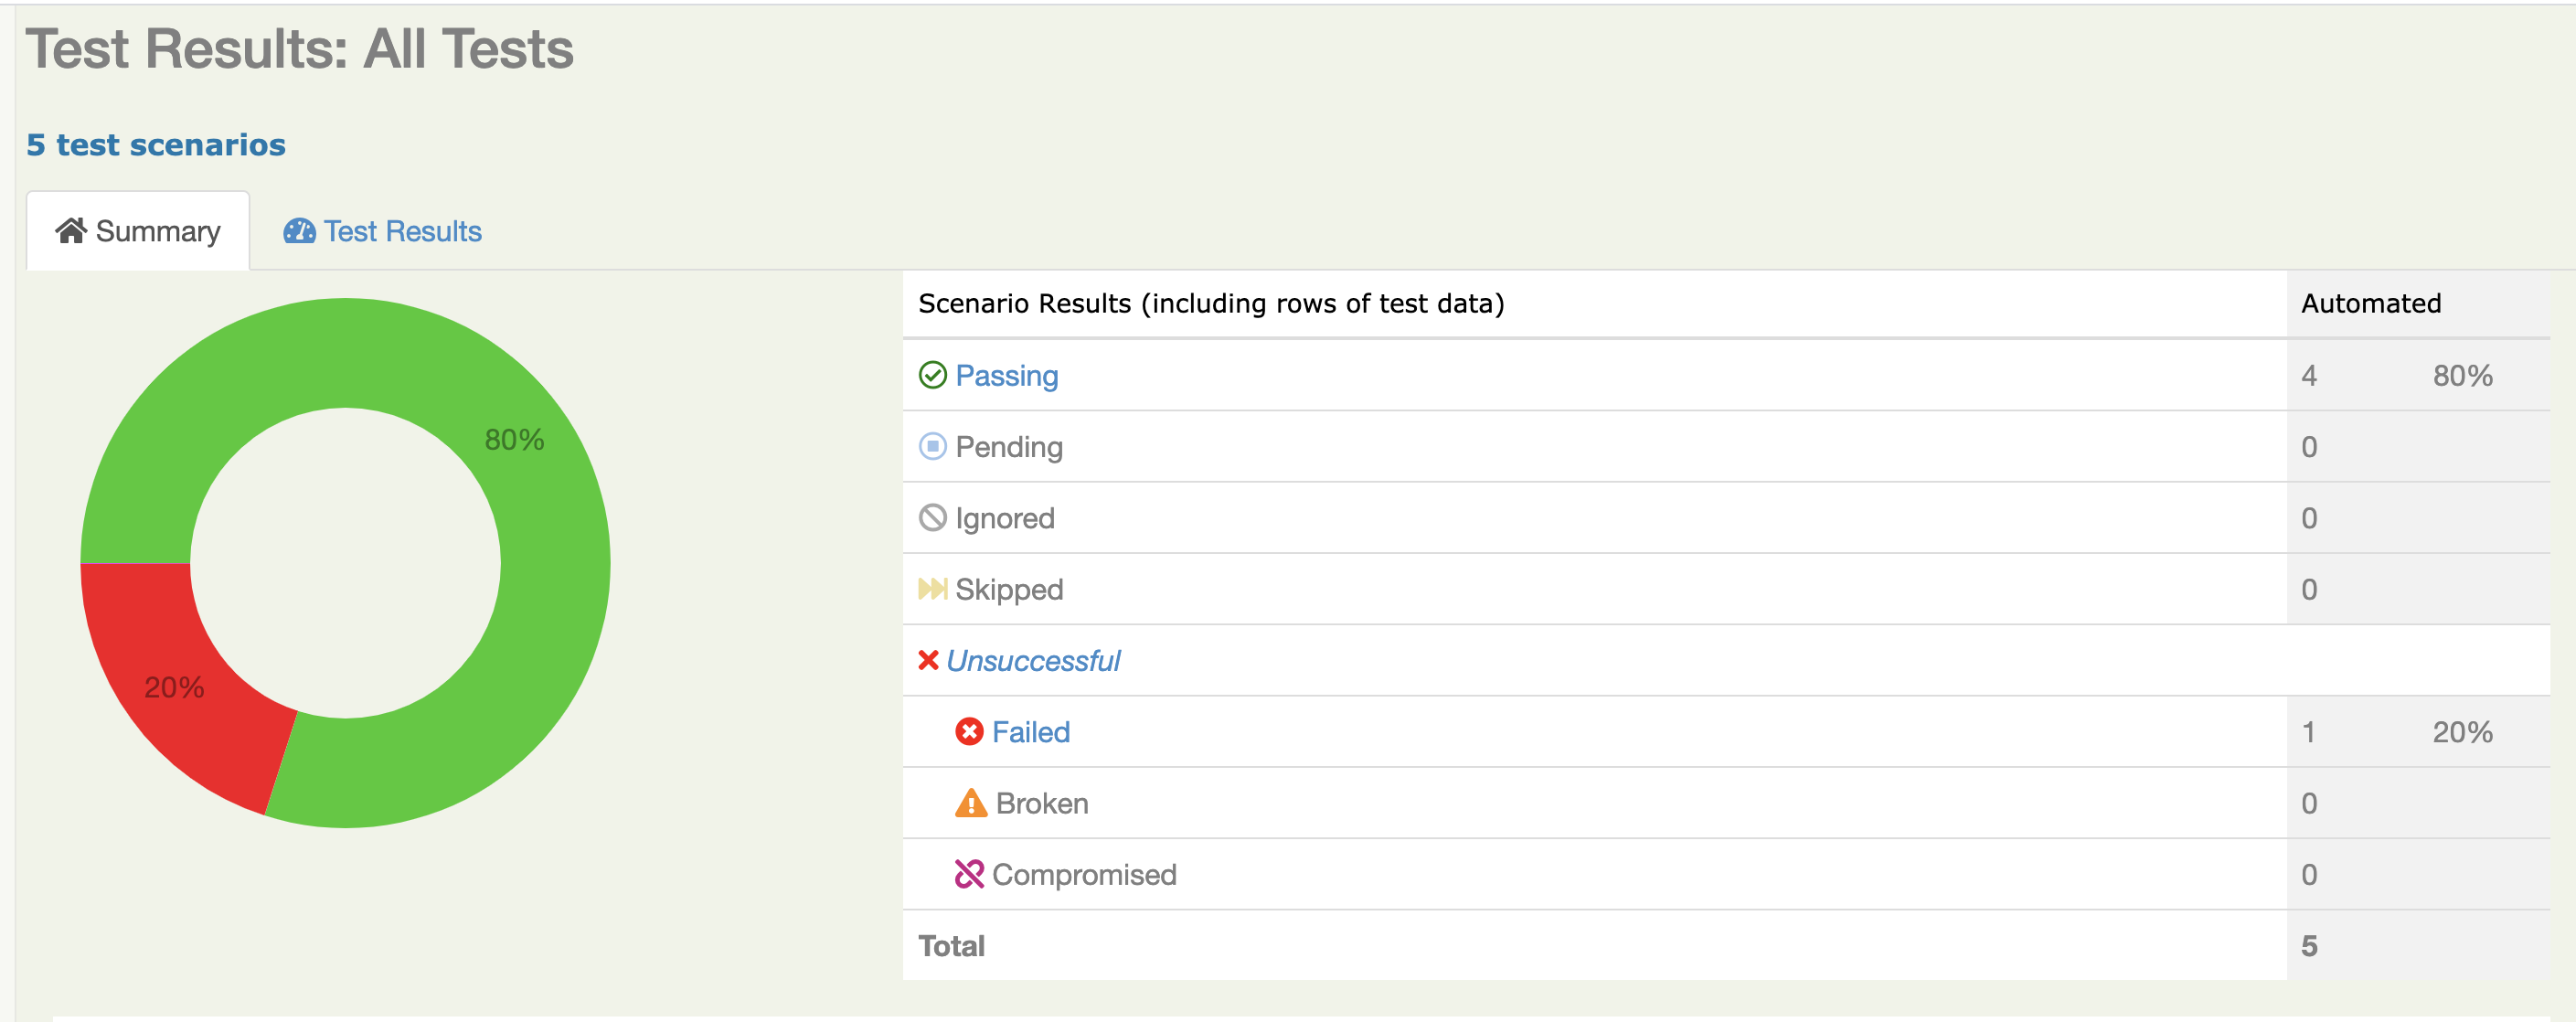 Test Results: All Tests
5 test scenarios
Summary Test Results
80%
20%
Scenario Results (including rows of test data) Automated
Passing 4 80%
Pending 0
Ignored 0
Skipped 0
Unsuccessful
Failed 1 20%
Broken 0
Compromised 0
Total 5